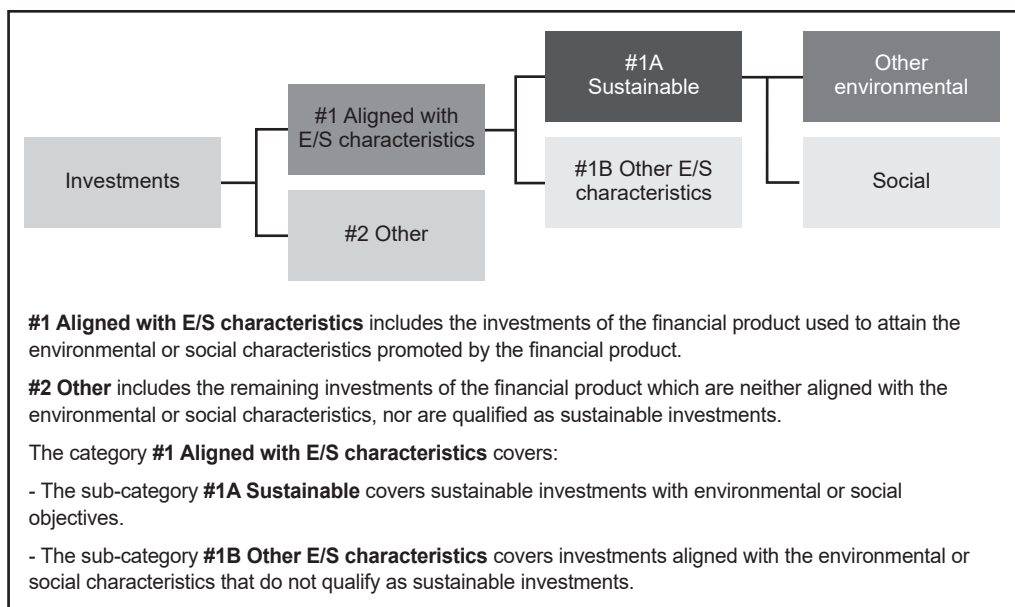 #1A
Sustainable
Other
environmental
#1 Aligned with
E/S characteristics
Investments
#1B Other E/S
characteristics
Social
#2 Other
#1 Aligned with E/S characteristics includes the investments of the financial product used to attain the
environmental or social characteristics promoted by the financial product.
#2 Other includes the remaining investments of the financial product which are neither aligned with the
environmental or social characteristics, nor are qualified as sustainable investments.
The category #1 Aligned with E/S characteristics covers:
- The sub-category #1A Sustainable covers sustainable investments with environmental or social
objectives.
- The sub-category #1B Other E/S characteristics covers investments aligned with the environmental or
social characteristics that do not qualify as sustainable investments.